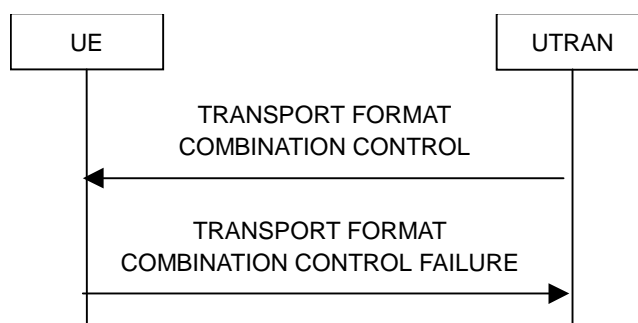 UE
UTRAN
TRANSPORT FORMAT
COMBINATION CONTROL
TRANSPORT FORMAT
COMBINATION CONTROL FAILURE